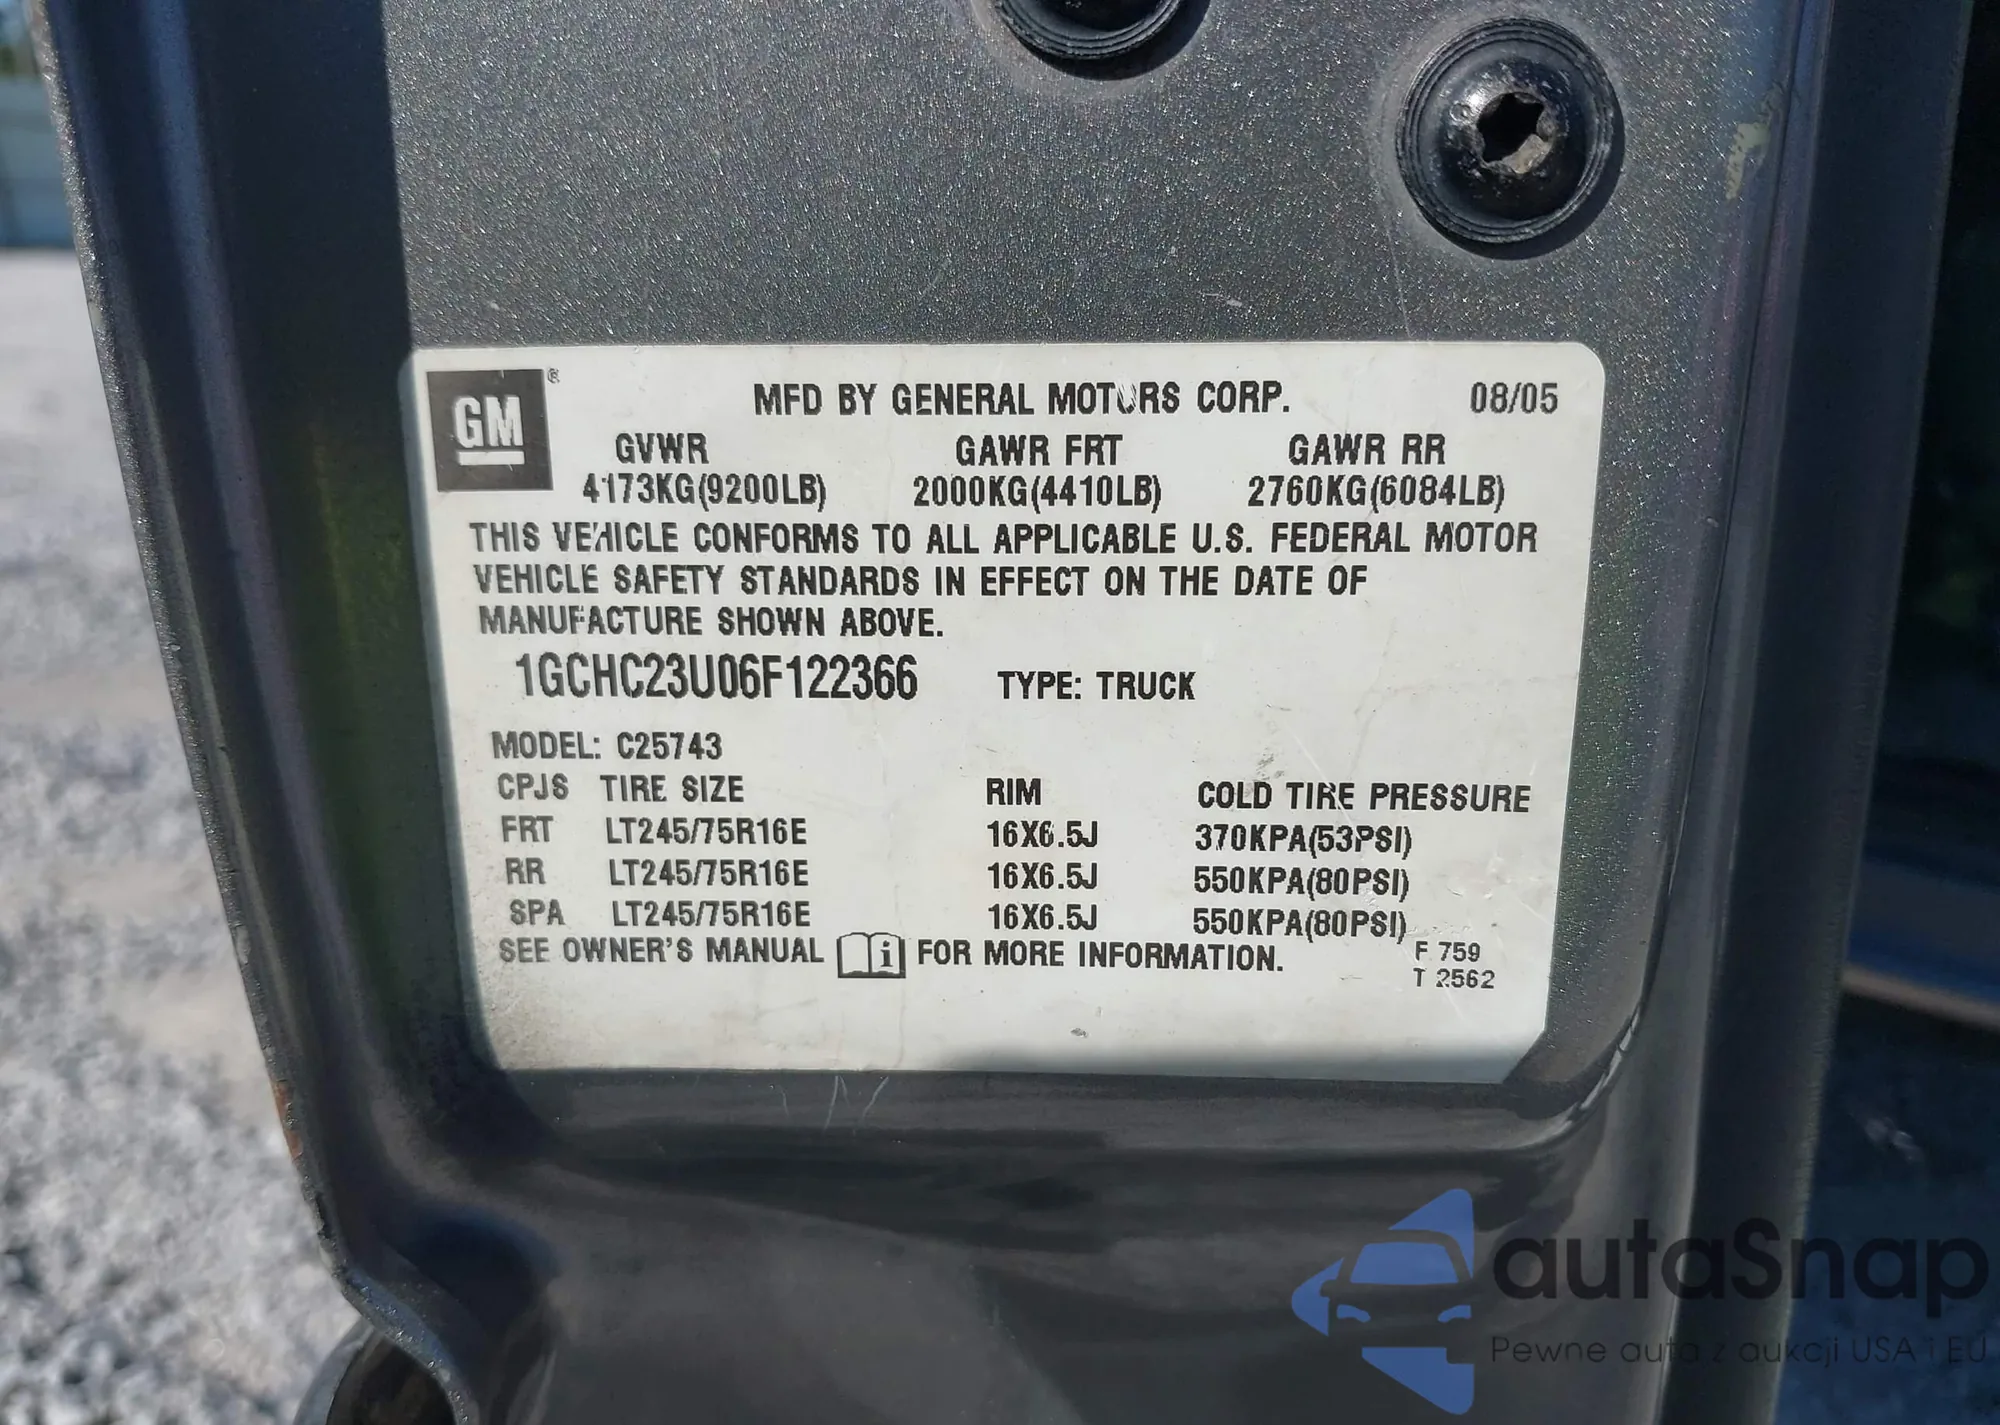 GM ®
MFD BY GENERAL MOTORS CORP. 08/05
GVWR GAWR FRT GAWR RR
4173KG(9200LB) 2000KG(4410LB) 2760KG(6084LB)
THIS VEHICLE CONFORMS TO ALL APPLICABLE U.S. FEDERAL MOTOR
VEHICLE SAFETY STANDARDS IN EFFECT ON THE DATE OF
MANUFACTURE SHOWN ABOVE.
1GCHC23U06F122366 TYPE: TRUCK
MODEL: C25743
CPJS TIRE SIZE RIM COLD TIRE PRESSURE
FRT LT245/75R16E 16X6.5J 370KPA(53PSI)
RR LT245/75R16E 16X6.5J 550KPA(80PSI)
SPA LT245/75R16E 16X6.5J 550KPA(80PSI)
SEE OWNER'S MANUAL i FOR MORE INFORMATION.
F 759
T 2562
autaSnap
Pewne auta z aukcji USA i EU